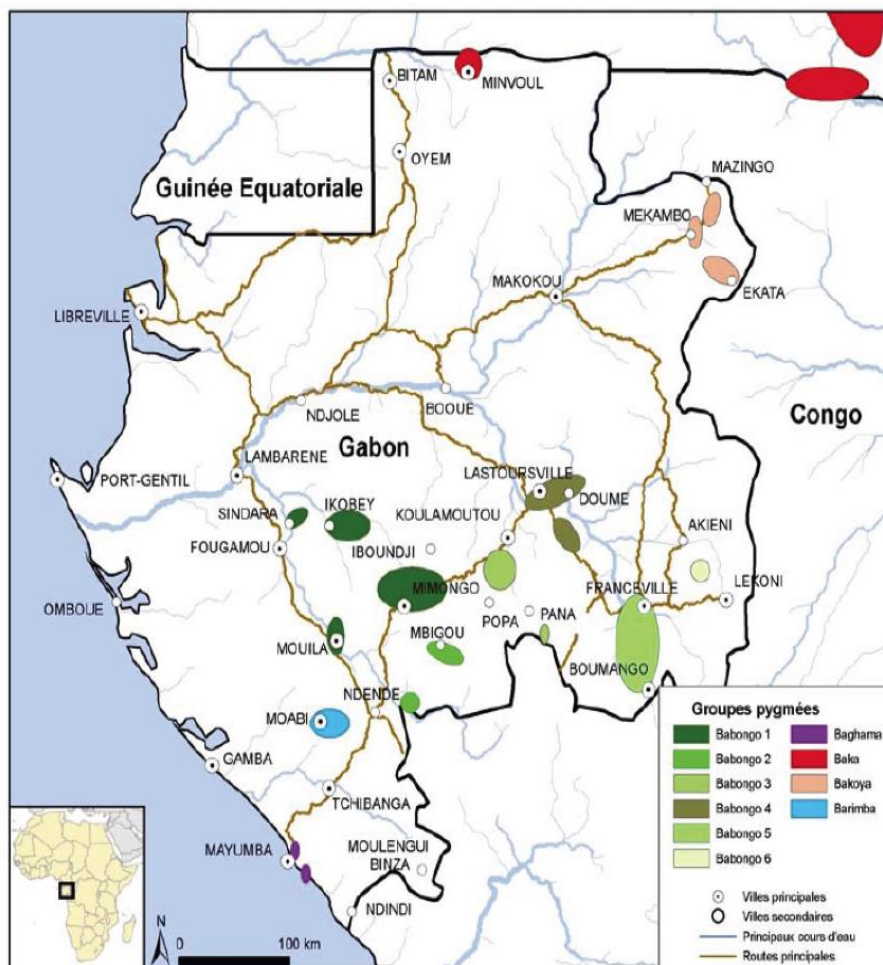 BITAM
MINVOUL
OYEM
Guinée Equatoriale
MAZINGO
MEKAMBO
MAKOKOU
EKATA
LIBREVILLE
NDJOLE
BOOUE
Congo
Gabon
LAMBARENE
PORT-GENTIL
LASTOURSVILLE
DOUME
SINDARA
IKOBEY
KOULAMOUTOU
AKIENI
FOUGAMOU
IBOUNDJI
MIMONGO
FRANCEVILLE
LEKONI
OMBOUE
POPA
PANA
MBIGOU
MOUILA
BOUMANGO
NDENDE
MOABI
GAMBA
TCHIBANGA
MAYUMBA
MOULENGUI
BINZA
NDINDI
Groupes pygmées
Babongo 1
Babongo 2
Babongo 3
Babongo 4
Babongo 5
Babongo 6
Baghama
Baka
Bakoya
Barimba
Villes principales
Villes secondaires
Principaux cours d'eau
Routes principales
N
0 100 km